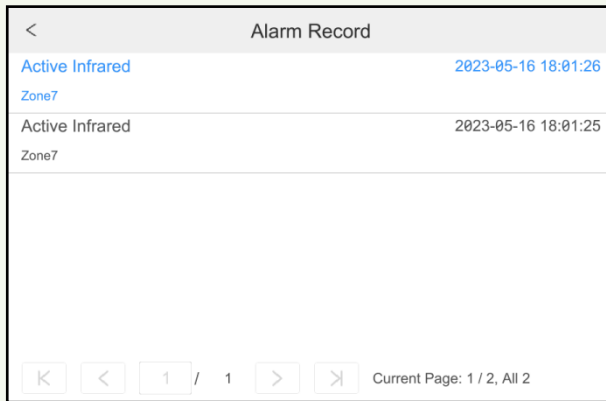 Alarm Record
Active Infrared 2023-05-16 18:01:26
Zone7
Active Infrared 2023-05-16 18:01:25
Zone7
1 / 1 Current Page: 1 / 2, All 2